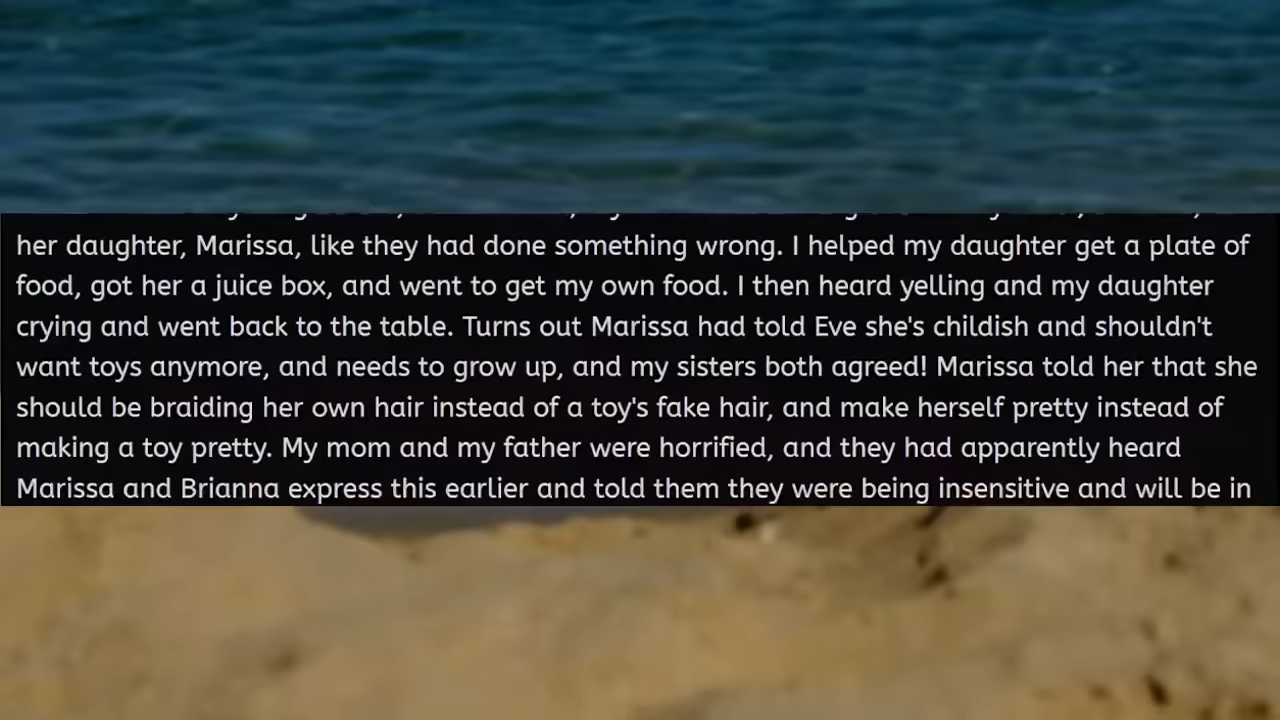 her daughter, Marissa, like they had done something wrong. I helped my daughter get a plate of
food, got her a juice box, and went to get my own food. I then heard yelling and my daughter
crying and went back to the table. Turns out Marissa had told Eve she's childish and shouldn't
want toys anymore, and needs to grow up, and my sisters both agreed! Marissa told her that she
should be braiding her own hair instead of a toy's fake hair, and make herself pretty instead of
making a toy pretty. My mom and my father were horrified, and they had apparently heard
Marissa and Brianna express this earlier and told them they were being insensitive and will be in